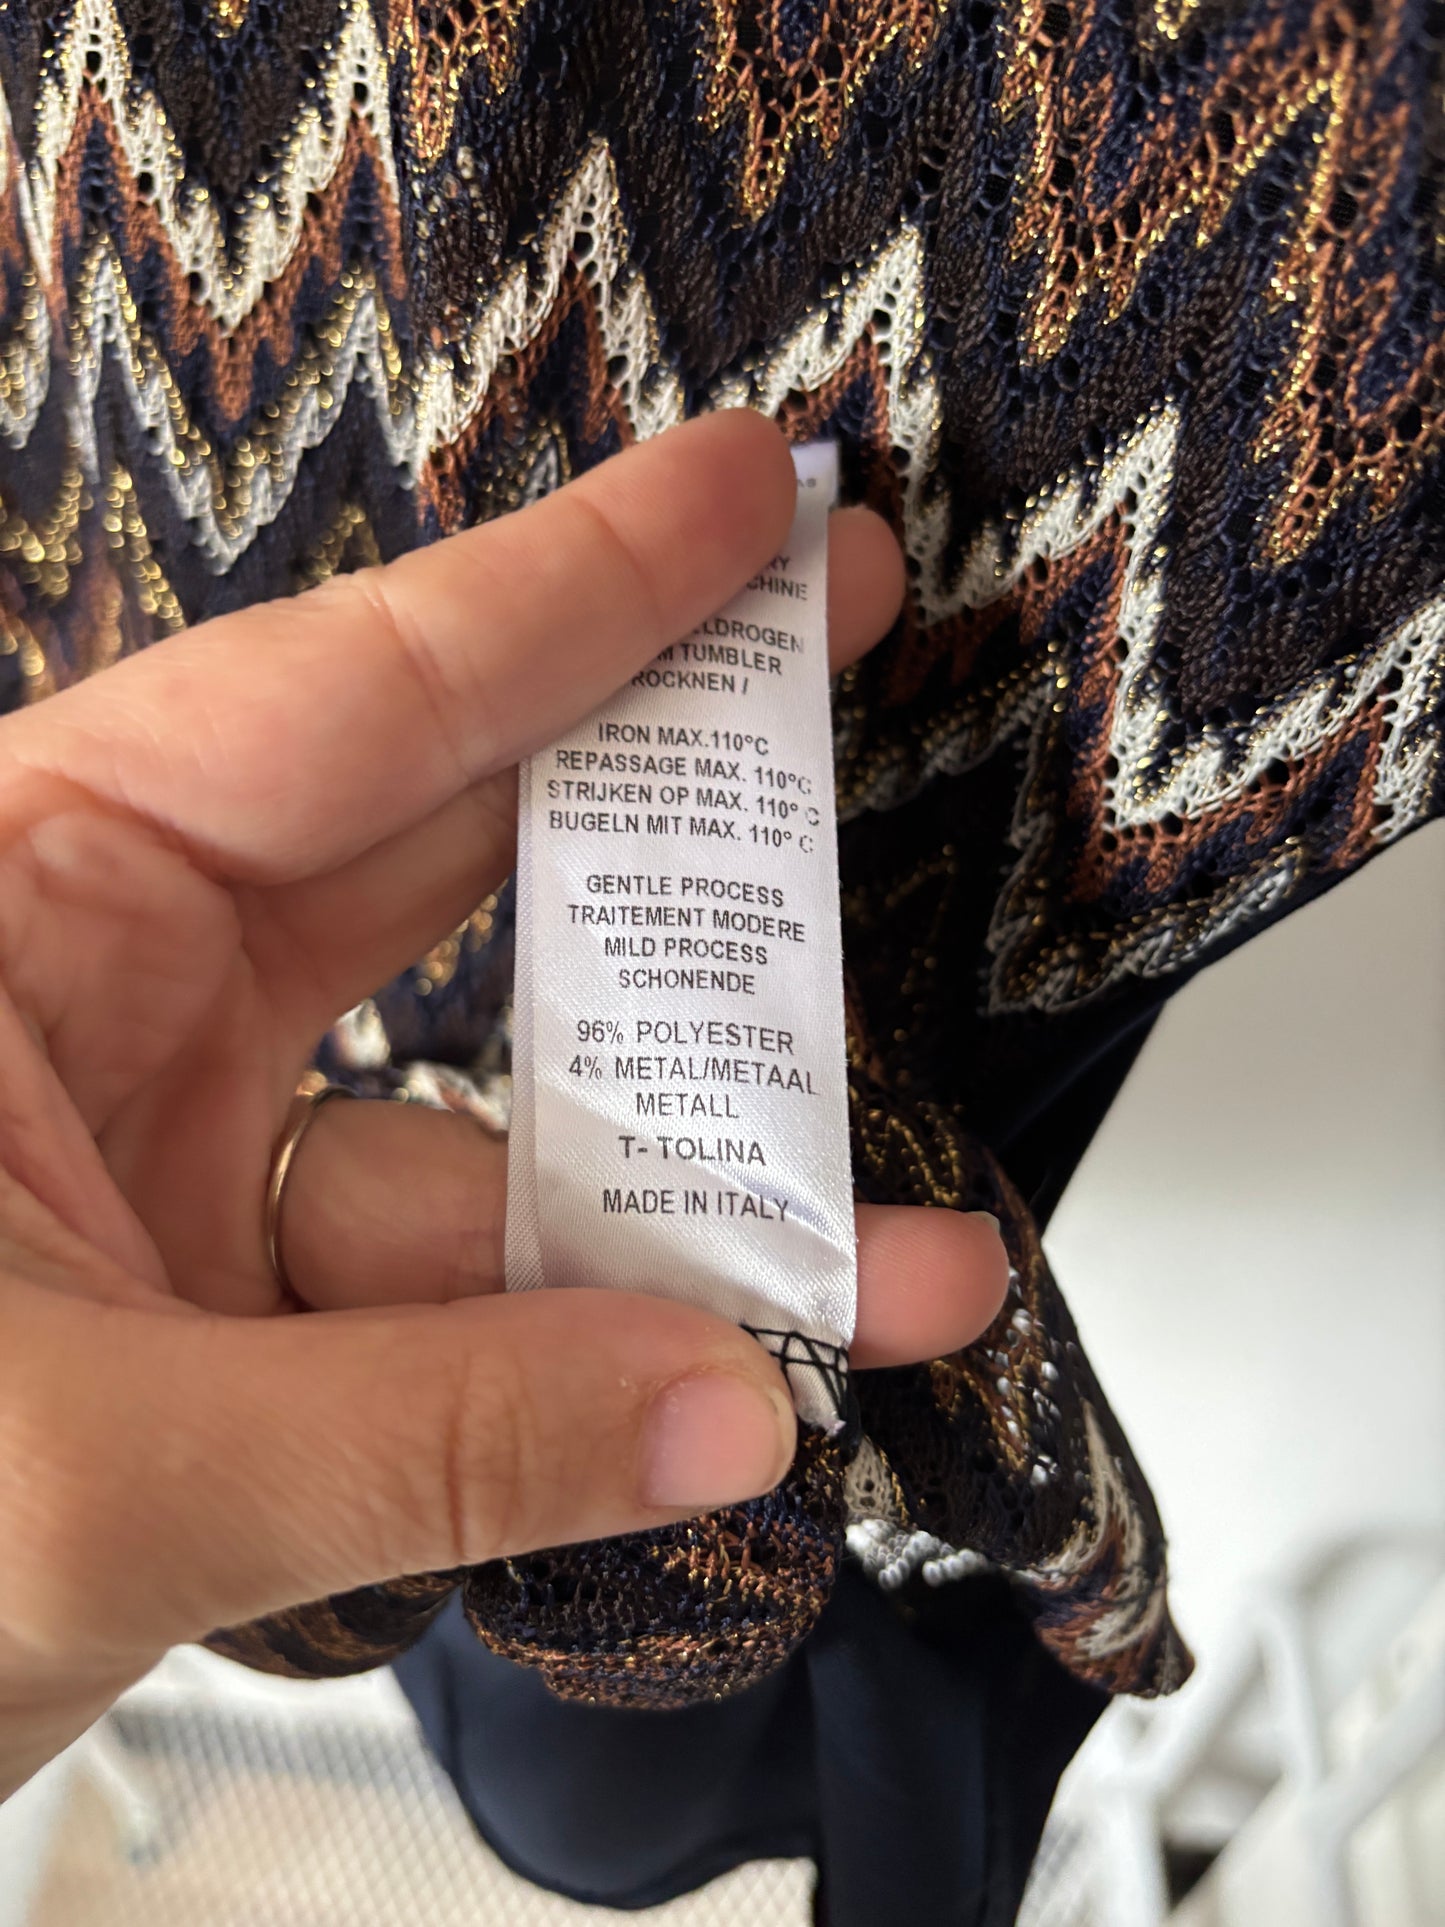 IRON MAX.110°C
REPASSAGE MAX. 110°C
STRIJKEN OP MAX. 110° C
BUGELN MIT MAX. 110° C
GENTLE PROCESS
TRAITEMENT MODERE
MILD PROCESS
SCHONENDE
96% POLYESTER
4% METAL/METAAL
METALL
T- TOLINA
MADE IN ITALY